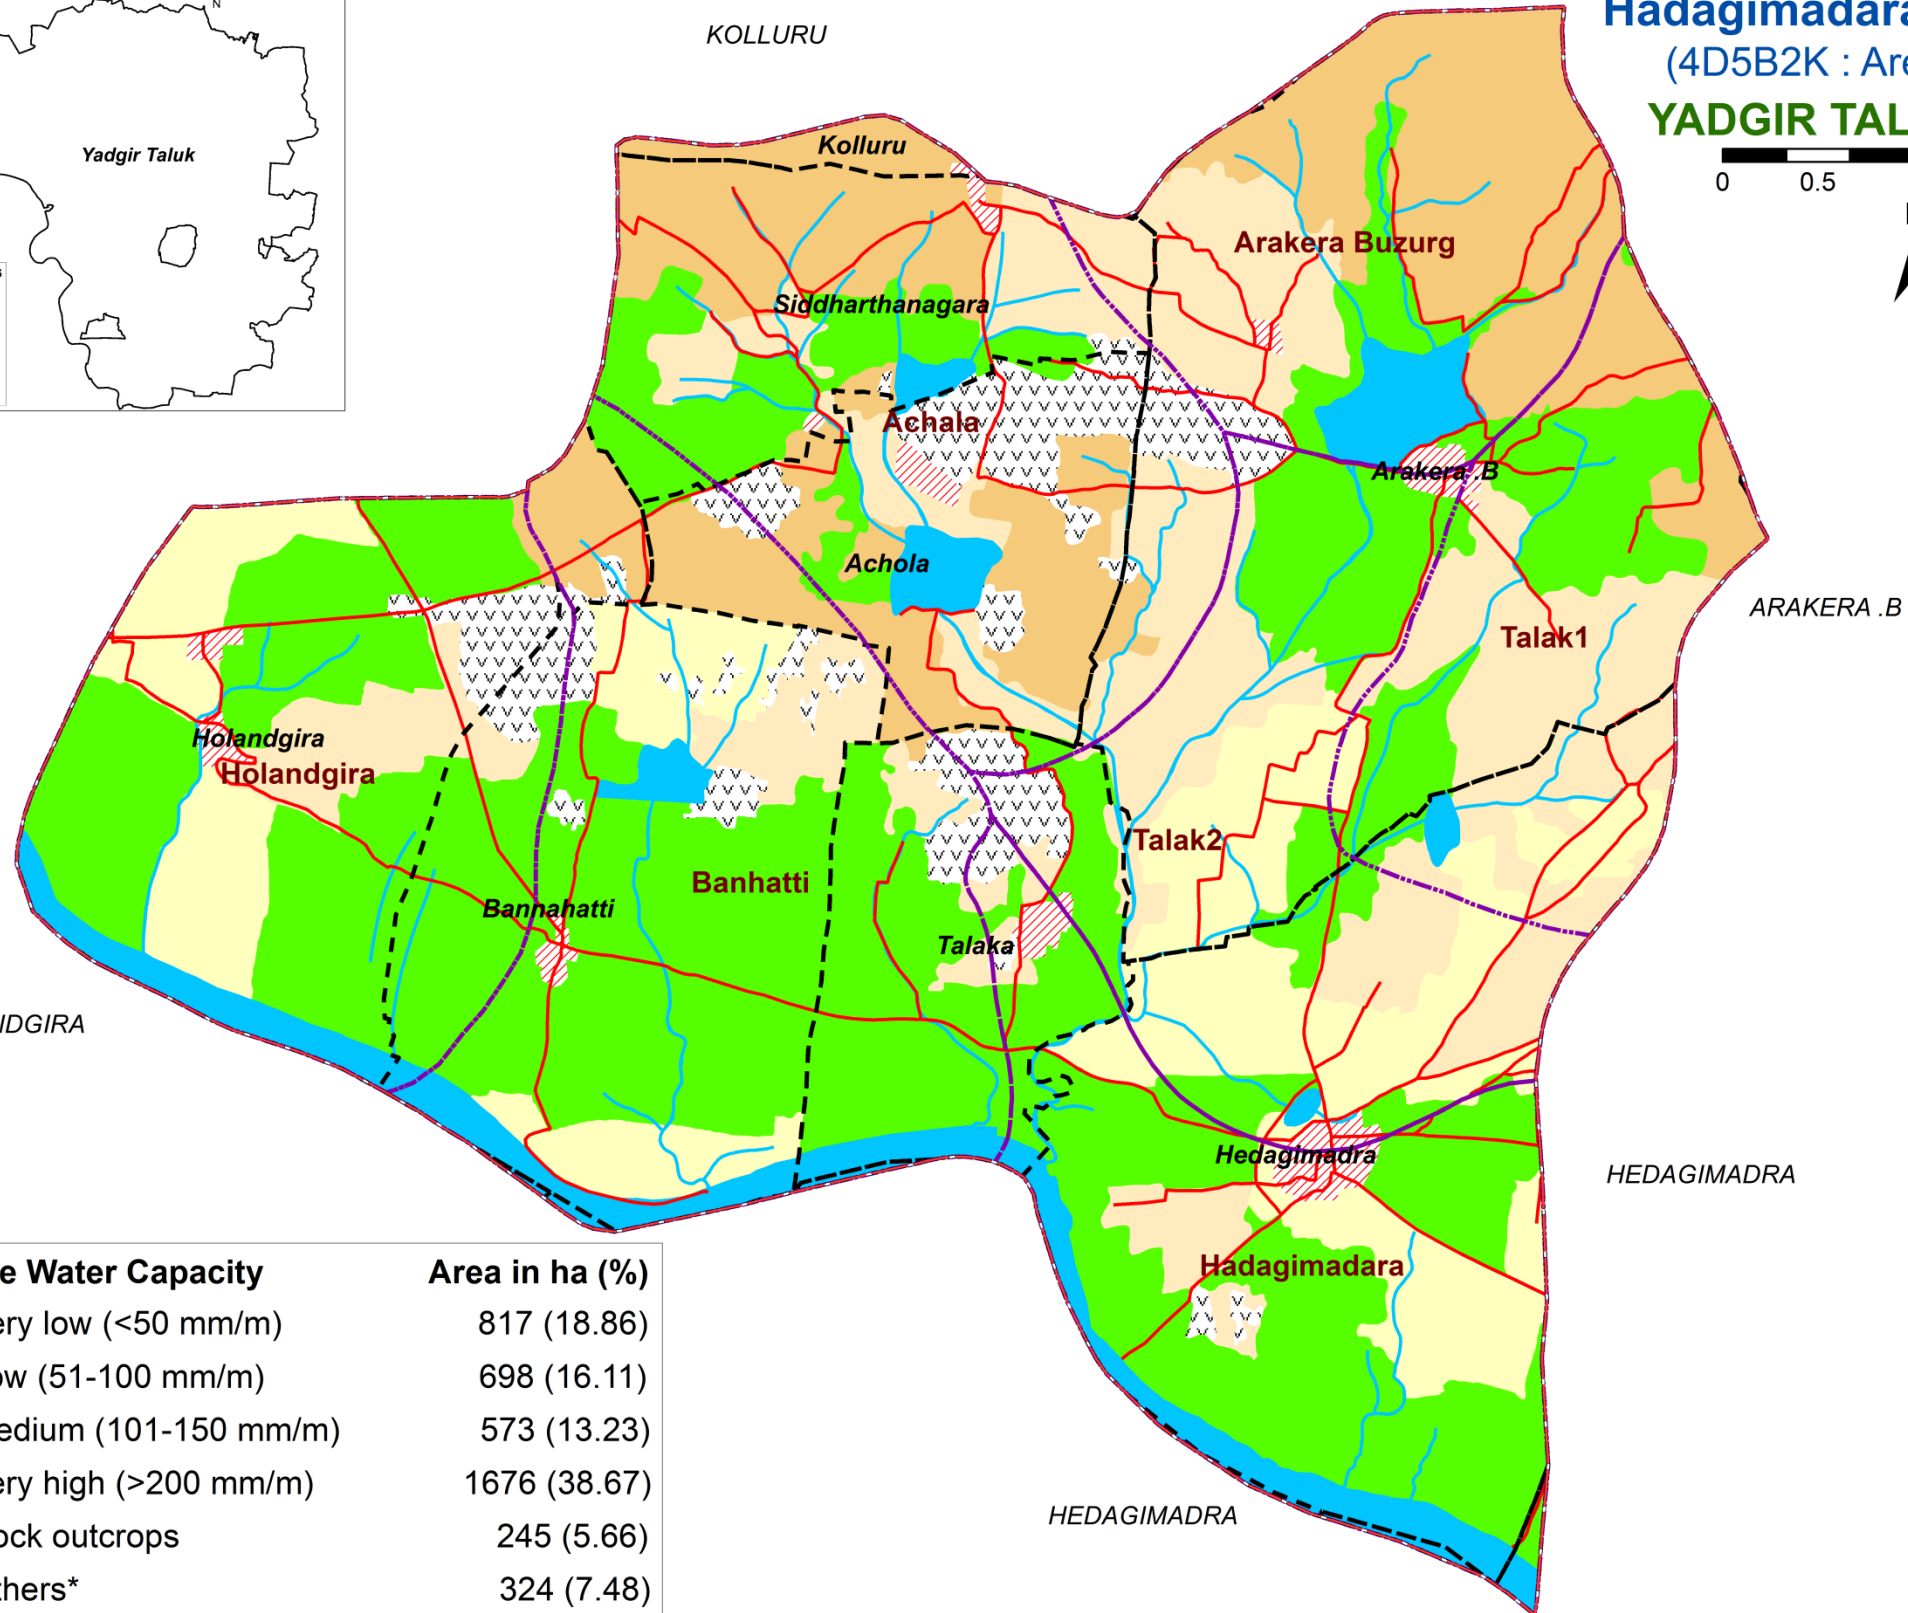 N
KOLLURU
Hadagimadara
(4D5B2K : Are
YADGIR TAL
0 0.5
Yadgir Taluk
Kolluru
Arakera Buzurg
Siddharthanagara
Achala
Arakera .B
Achola
ARAKERA .B
Talak1
Holandgira
Holandgira
Talak2
Banhatti
Bannahatti
Talaka
IDGIRA
Hedagimadra
HEDAGIMADRA
Hadagimadara
HEDAGIMADRA
e Water Capacity Area in ha (%)
ery low (<50 mm/m) 817 (18.86)
ow (51-100 mm/m) 698 (16.11)
edium (101-150 mm/m) 573 (13.23)
ery high (>200 mm/m) 1676 (38.67)
ock outcrops 245 (5.66)
thers* 324 (7.48)